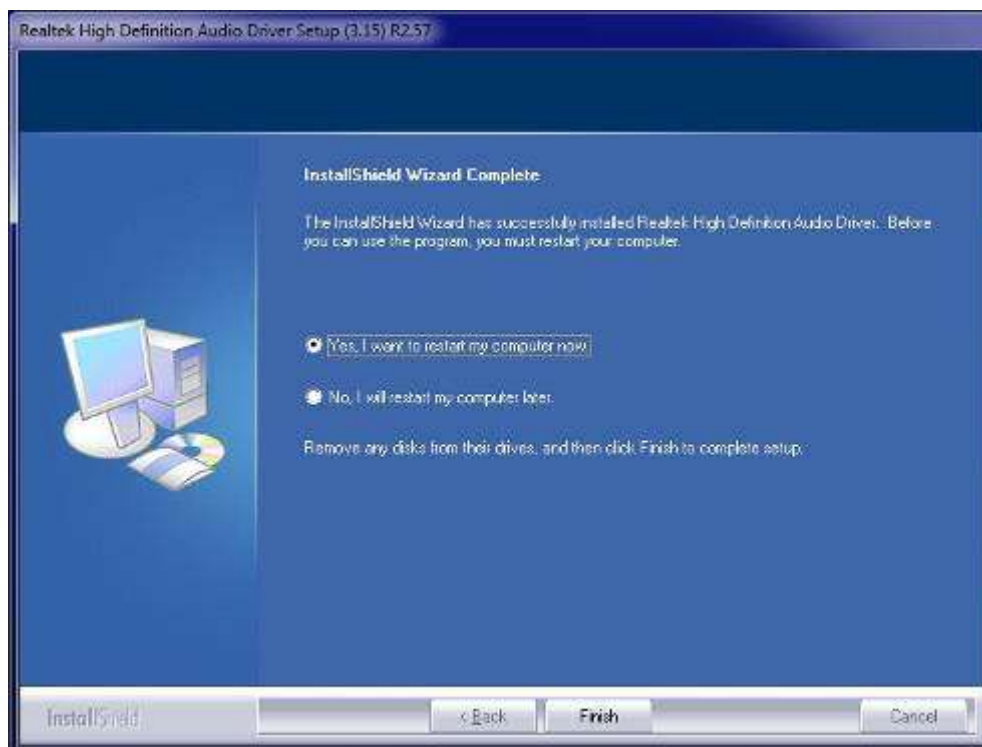 Realtek High Definition Audio Driver Setup (3.15) R2.57
InstallShield Wizard Complete
The InstallShield Wizard has successfully installed Realtek High Definition Audio Driver. Before
you can use the program, you must restart your computer.
Yes, I want to restart my computer now.
No, I will restart my computer later.
Remove any disks from their drives, and then click Finish to complete setup.
InstallShield
< Back
Finish
Cancel